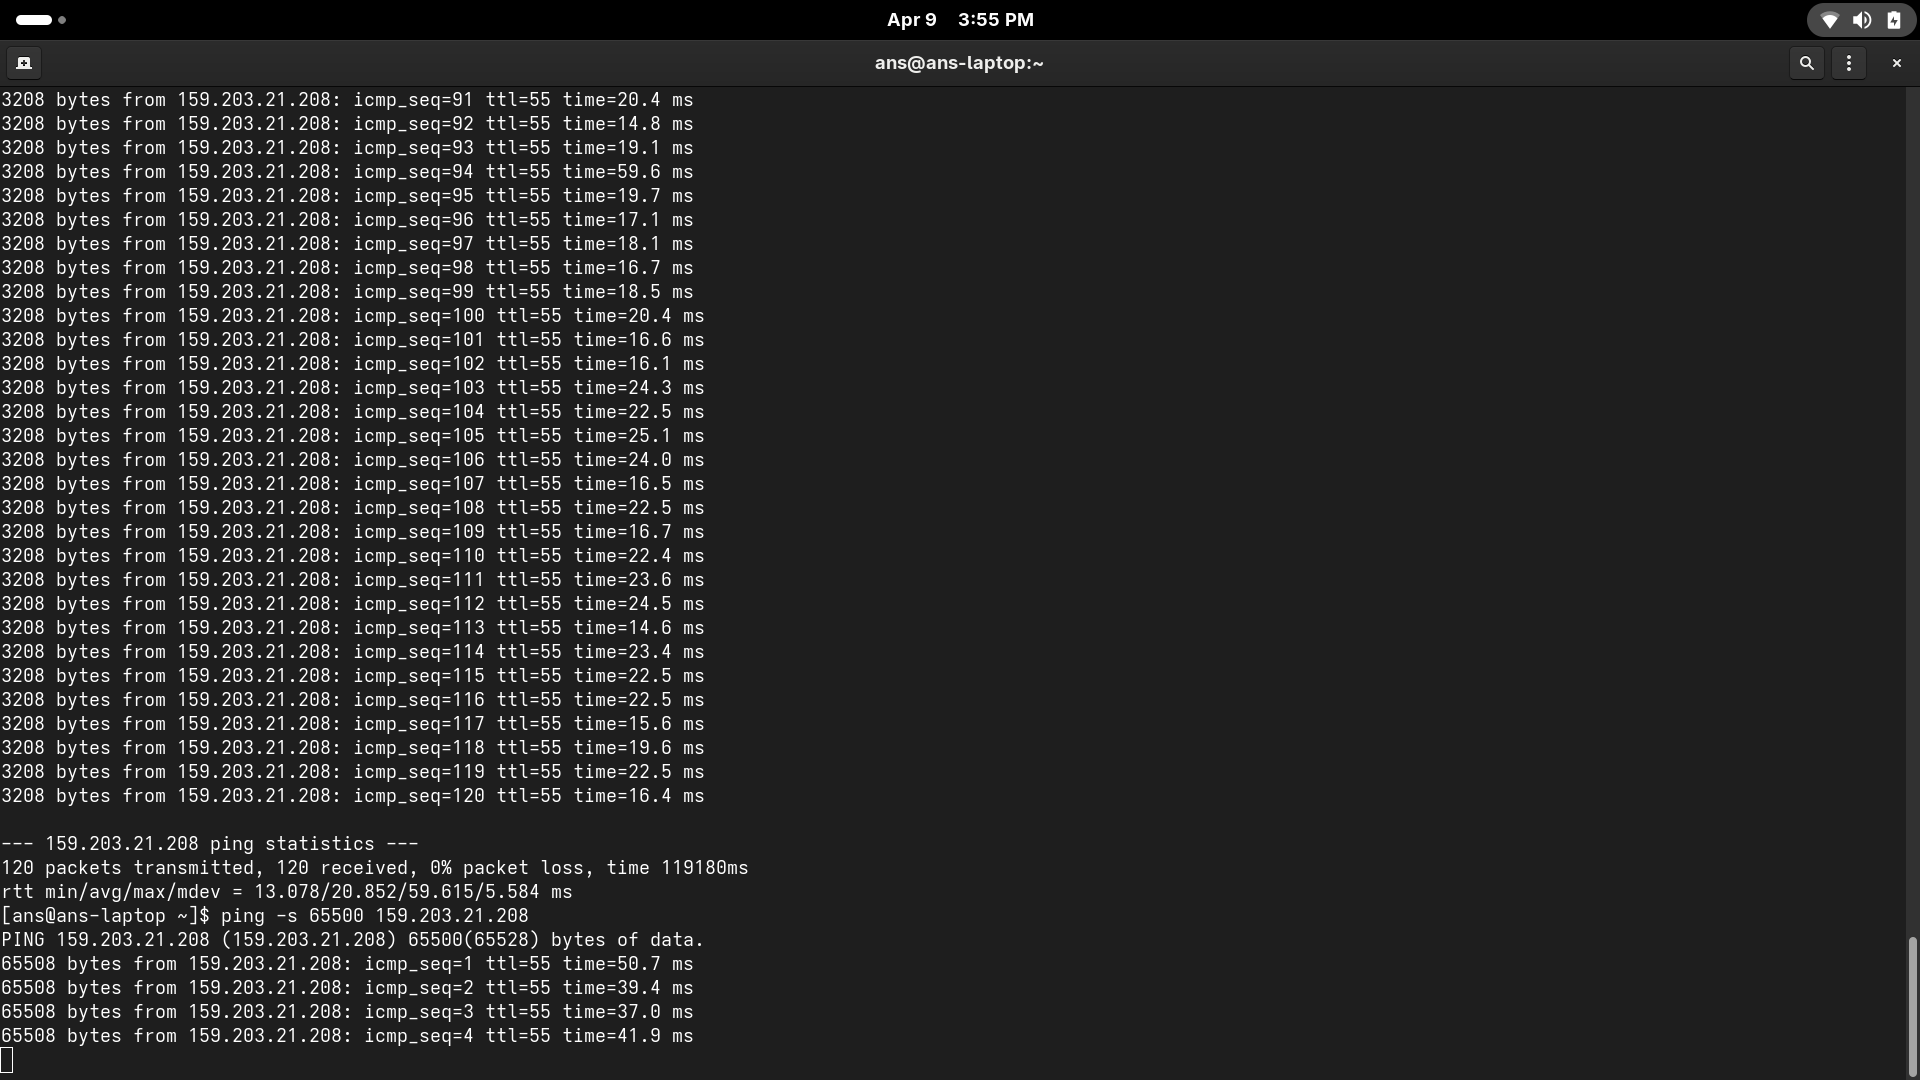 Apr 9 3:55 PM
ans@ans-laptop:~
3208 bytes from 159.203.21.208: icmp_seq=91 ttl=55 time=20.4 ms
3208 bytes from 159.203.21.208: icmp_seq=92 ttl=55 time=14.8 ms
3208 bytes from 159.203.21.208: icmp_seq=93 ttl=55 time=19.1 ms
3208 bytes from 159.203.21.208: icmp_seq=94 ttl=55 time=59.6 ms
3208 bytes from 159.203.21.208: icmp_seq=95 ttl=55 time=19.7 ms
3208 bytes from 159.203.21.208: icmp_seq=96 ttl=55 time=17.1 ms
3208 bytes from 159.203.21.208: icmp_seq=97 ttl=55 time=18.1 ms
3208 bytes from 159.203.21.208: icmp_seq=98 ttl=55 time=16.7 ms
3208 bytes from 159.203.21.208: icmp_seq=99 ttl=55 time=18.5 ms
3208 bytes from 159.203.21.208: icmp_seq=100 ttl=55 time=20.4 ms
3208 bytes from 159.203.21.208: icmp_seq=101 ttl=55 time=16.6 ms
3208 bytes from 159.203.21.208: icmp_seq=102 ttl=55 time=16.1 ms
3208 bytes from 159.203.21.208: icmp_seq=103 ttl=55 time=24.3 ms
3208 bytes from 159.203.21.208: icmp_seq=104 ttl=55 time=22.5 ms
3208 bytes from 159.203.21.208: icmp_seq=105 ttl=55 time=25.1 ms
3208 bytes from 159.203.21.208: icmp_seq=106 ttl=55 time=24.0 ms
3208 bytes from 159.203.21.208: icmp_seq=107 ttl=55 time=16.5 ms
3208 bytes from 159.203.21.208: icmp_seq=108 ttl=55 time=22.5 ms
3208 bytes from 159.203.21.208: icmp_seq=109 ttl=55 time=16.7 ms
3208 bytes from 159.203.21.208: icmp_seq=110 ttl=55 time=22.4 ms
3208 bytes from 159.203.21.208: icmp_seq=111 ttl=55 time=23.6 ms
3208 bytes from 159.203.21.208: icmp_seq=112 ttl=55 time=24.5 ms
3208 bytes from 159.203.21.208: icmp_seq=113 ttl=55 time=14.6 ms
3208 bytes from 159.203.21.208: icmp_seq=114 ttl=55 time=23.4 ms
3208 bytes from 159.203.21.208: icmp_seq=115 ttl=55 time=22.5 ms
3208 bytes from 159.203.21.208: icmp_seq=116 ttl=55 time=22.5 ms
3208 bytes from 159.203.21.208: icmp_seq=117 ttl=55 time=15.6 ms
3208 bytes from 159.203.21.208: icmp_seq=118 ttl=55 time=19.6 ms
3208 bytes from 159.203.21.208: icmp_seq=119 ttl=55 time=22.5 ms
3208 bytes from 159.203.21.208: icmp_seq=120 ttl=55 time=16.4 ms
--- 159.203.21.208 ping statistics ---
120 packets transmitted, 120 received, 0% packet loss, time 119180ms
rtt min/avg/max/mdev = 13.078/20.852/59.615/5.584 ms
[ans@ans-laptop ~]$ ping -s 65500 159.203.21.208
PING 159.203.21.208 (159.203.21.208) 65500(65528) bytes of data.
65508 bytes from 159.203.21.208: icmp_seq=1 ttl=55 time=50.7 ms
65508 bytes from 159.203.21.208: icmp_seq=2 ttl=55 time=39.4 ms
65508 bytes from 159.203.21.208: icmp_seq=3 ttl=55 time=37.0 ms
65508 bytes from 159.203.21.208: icmp_seq=4 ttl=55 time=41.9 ms